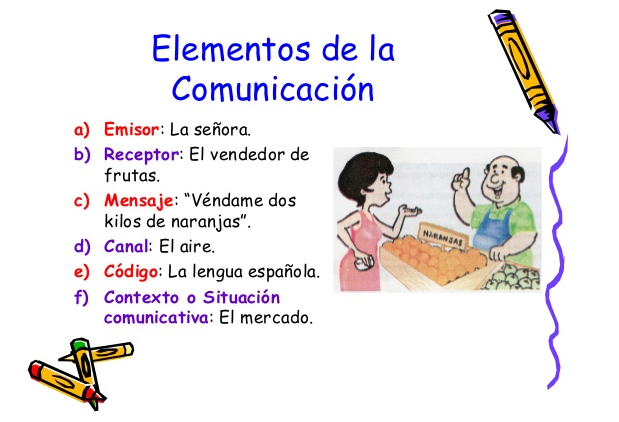 Elementos de la
Comunicación
a) Emisor: La señora.
b) Receptor: El vendedor de
frutas.
c) Mensaje: “Véndame dos
kilos de naranjas”.
d) Canal: El aire.
e) Código: La lengua española.
f) Contexto o Situación
comunicativa: El mercado.
NARANJAS